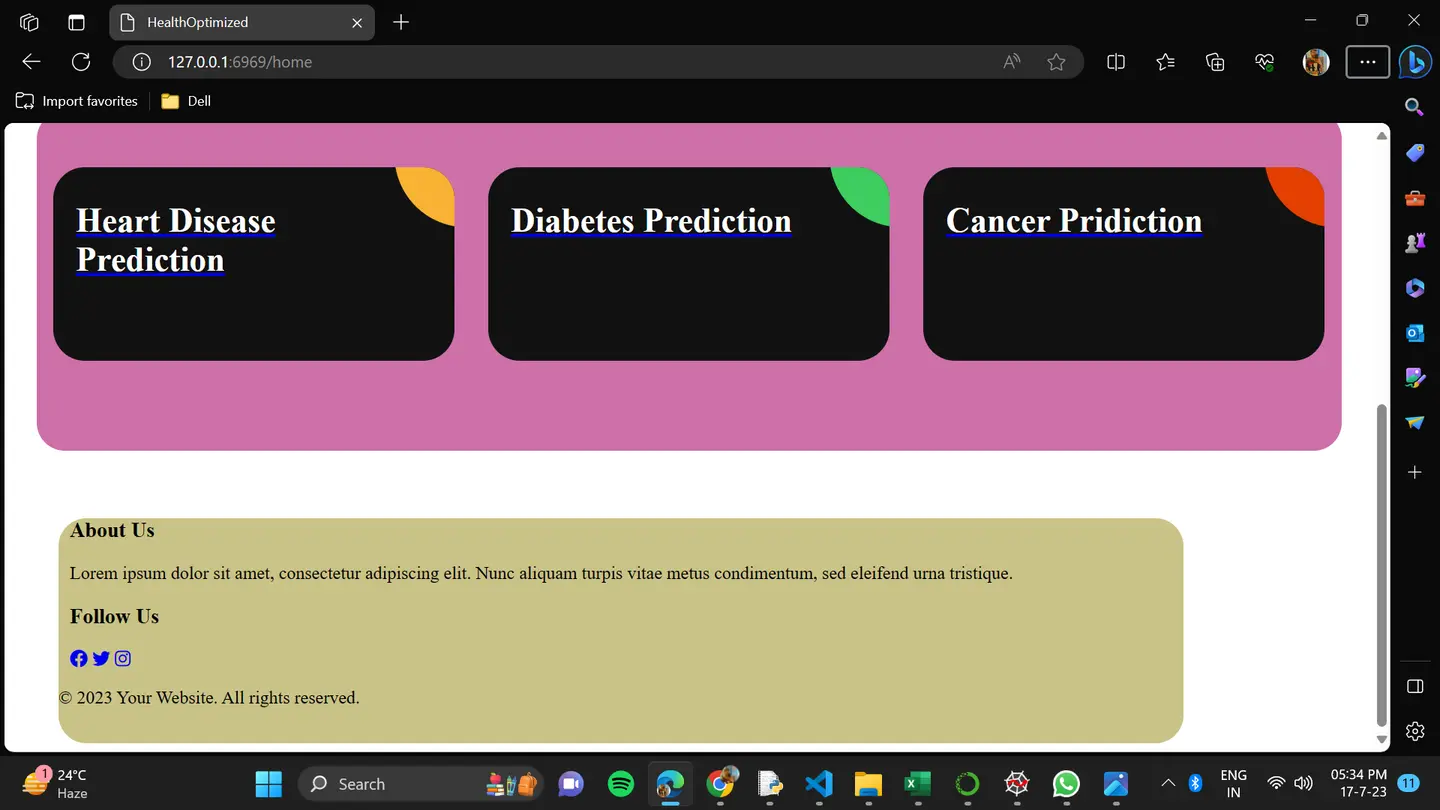 HealthOptimized
127.0.0.1:6969/home
Import favorites
Dell
Heart Disease
Prediction
Diabetes Prediction
Cancer Pridiction
About Us
Lorem ipsum dolor sit amet, consectetur adipiscing elit. Nunc aliquam turpis vitae metus condimentum, sed eleifend urna tristique.
Follow Us
© 2023 Your Website. All rights reserved.
1
24°C
Haze
Search
ENG
IN
05:34 PM
17-7-23
11